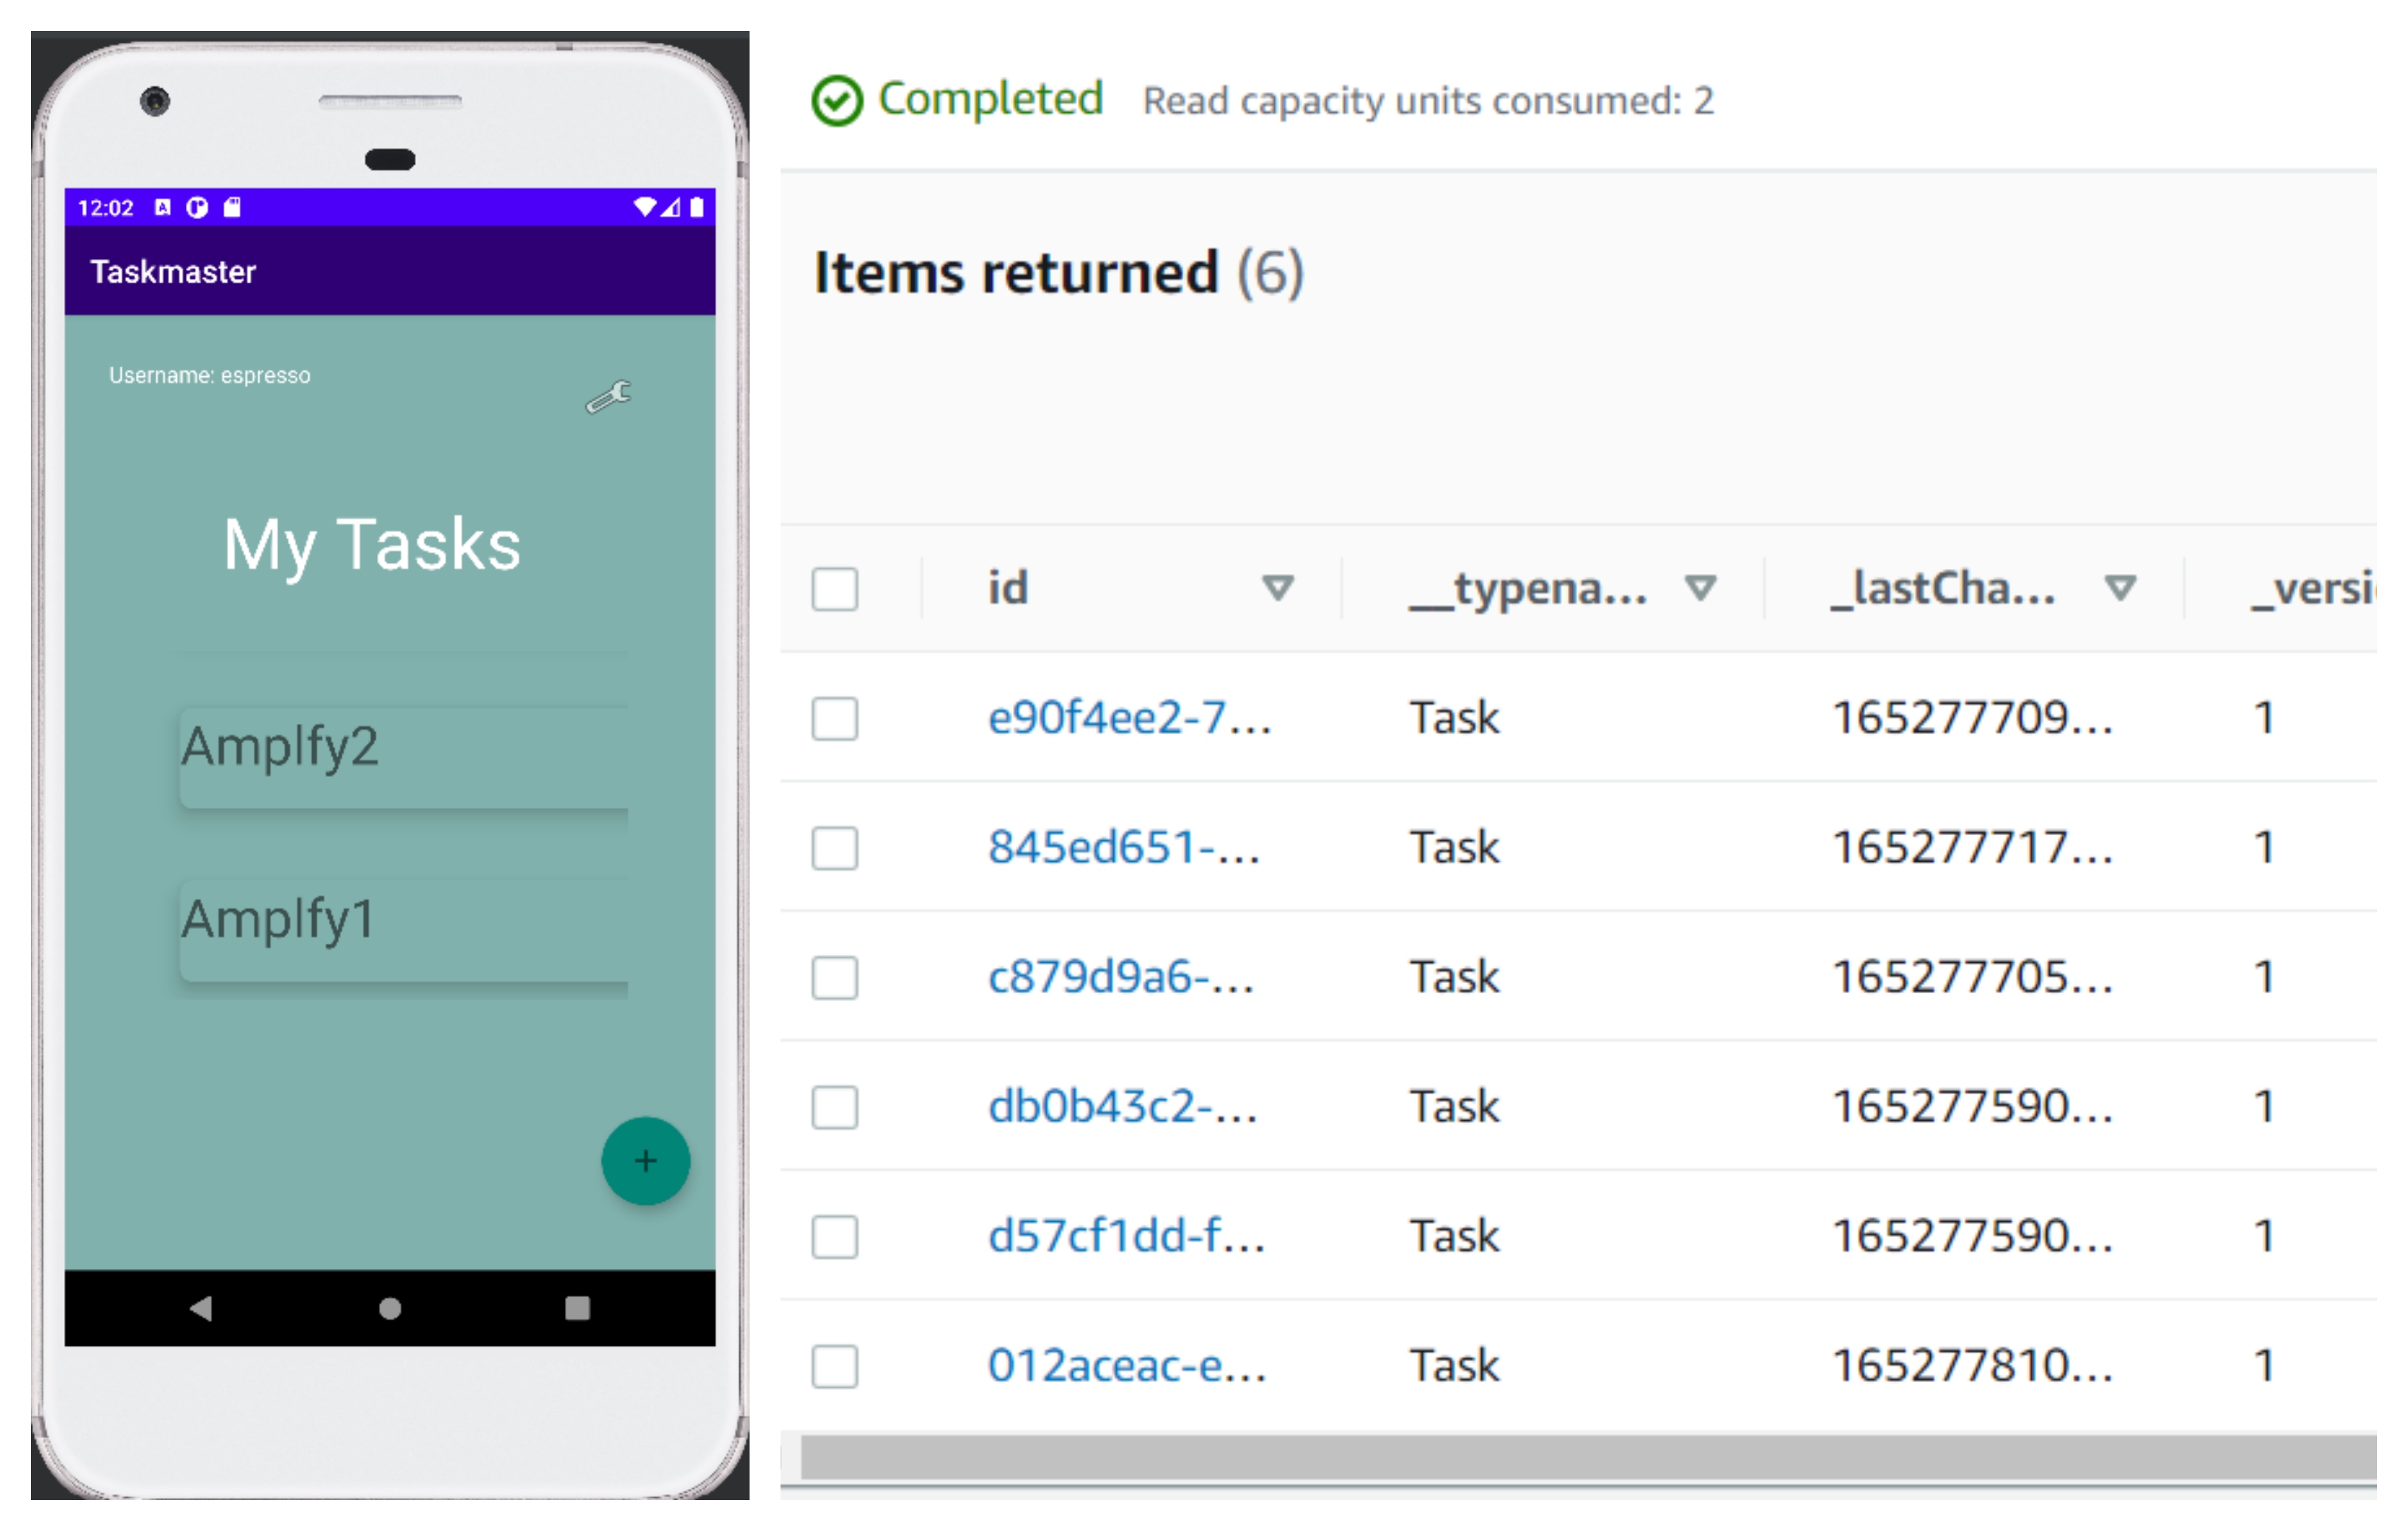 12:02
Taskmaster
Username: espresso
My Tasks
Amplfy2
Amplfy1
+
Completed Read capacity units consumed: 2
Items returned (6)
id __typena... _lastCha... _versi
e90f4ee2-7... Task 165277709... 1
845ed651-... Task 165277717... 1
c879d9a6-... Task 165277705... 1
db0b43c2-... Task 165277590... 1
d57cf1dd-f... Task 165277590... 1
012aceac-e... Task 165277810... 1